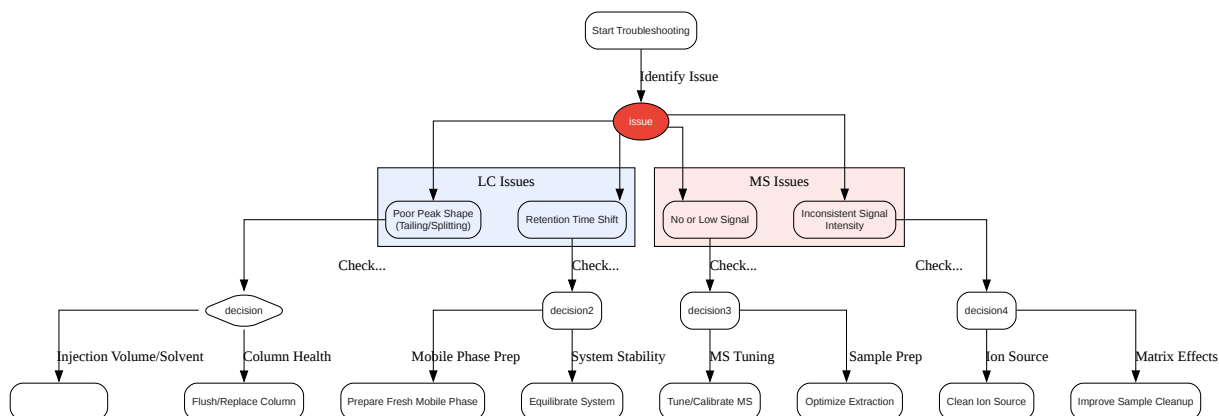 Start Troubleshooting
Identify Issue
issue
LC Issues
MS Issues
Poor Peak Shape
(Tailing/Splitting)
Retention Time Shift
No or Low Signal
Inconsistent Signal
Intensity
Check...
Check...
Check...
Check...
decision
decision2
decision3
decision4
Injection Volume/Solvent
Column Health
Mobile Phase Prep
System Stability
MS Tuning
Sample Prep
Ion Source
Matrix Effects
Flush/Replace Column
Prepare Fresh Mobile Phase
Equilibrate System
Tune/Calibrate MS
Optimize Extraction
Clean Ion Source
Improve Sample Cleanup